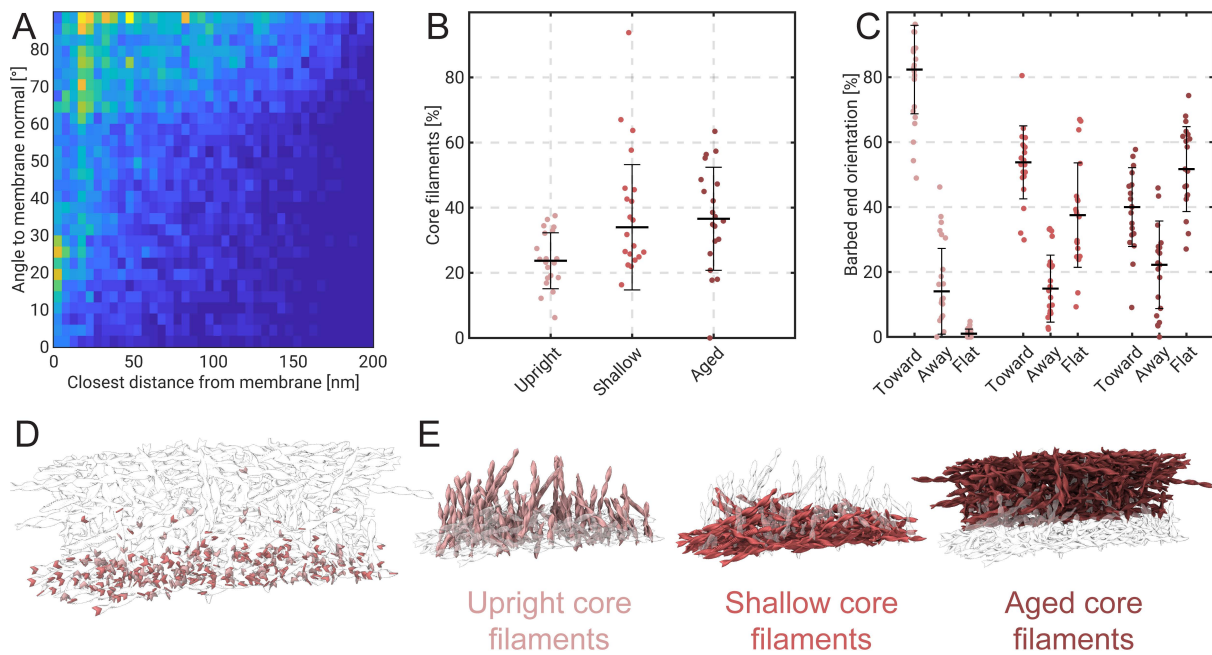 A
Angle to membrane normal [°]
80
70
60
50
40
30
20
10
0
0
50
100
150
200
Closest distance from membrane [nm]
B
Core filaments [%]
80
60
40
20
0
Upright
Shallow
Aged
C
Barbed end orientation [%]
80
60
40
20
0
Toward
Away
Flat
Toward
Away
Flat
Toward
Away
Flat
D
E
Upright core
filaments
Shallow core
filaments
Aged core
filaments